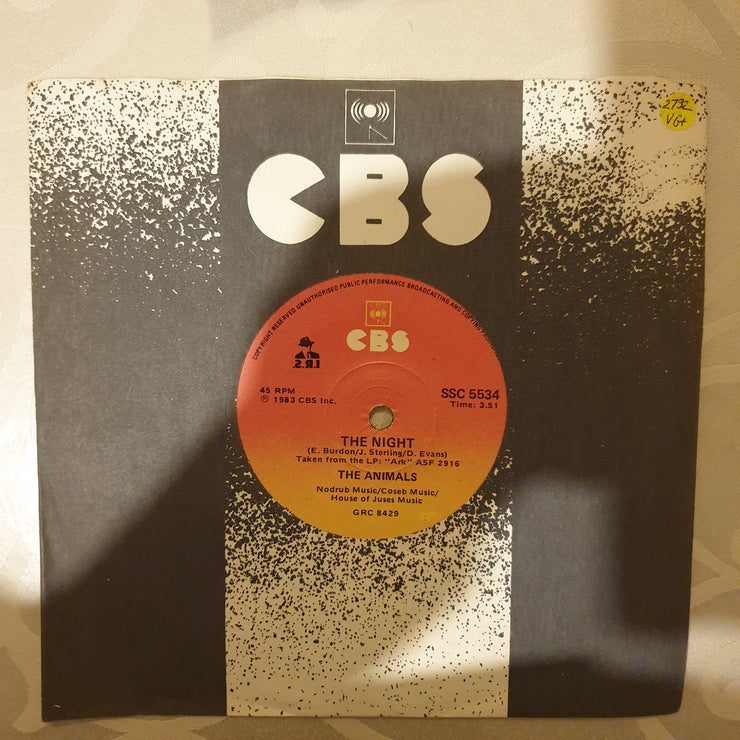 2792
VG+
CBS
COPYRIGHT RESERVED UNAUTHORISED PUBLIC PERFORMANCE BROADCASTING AND COPYING
CBS
I.R.S.
45 RPM
℗ 1983 CBS Inc.
SSC 5534
Time: 3.51
THE NIGHT
(E. Burdon/J. Sterling/D. Evans)
Taken from the LP: "Ark" ASF 2916
THE ANIMALS
Nodrub Music/Coseb Music/
House of Juses Music
GRC 8429